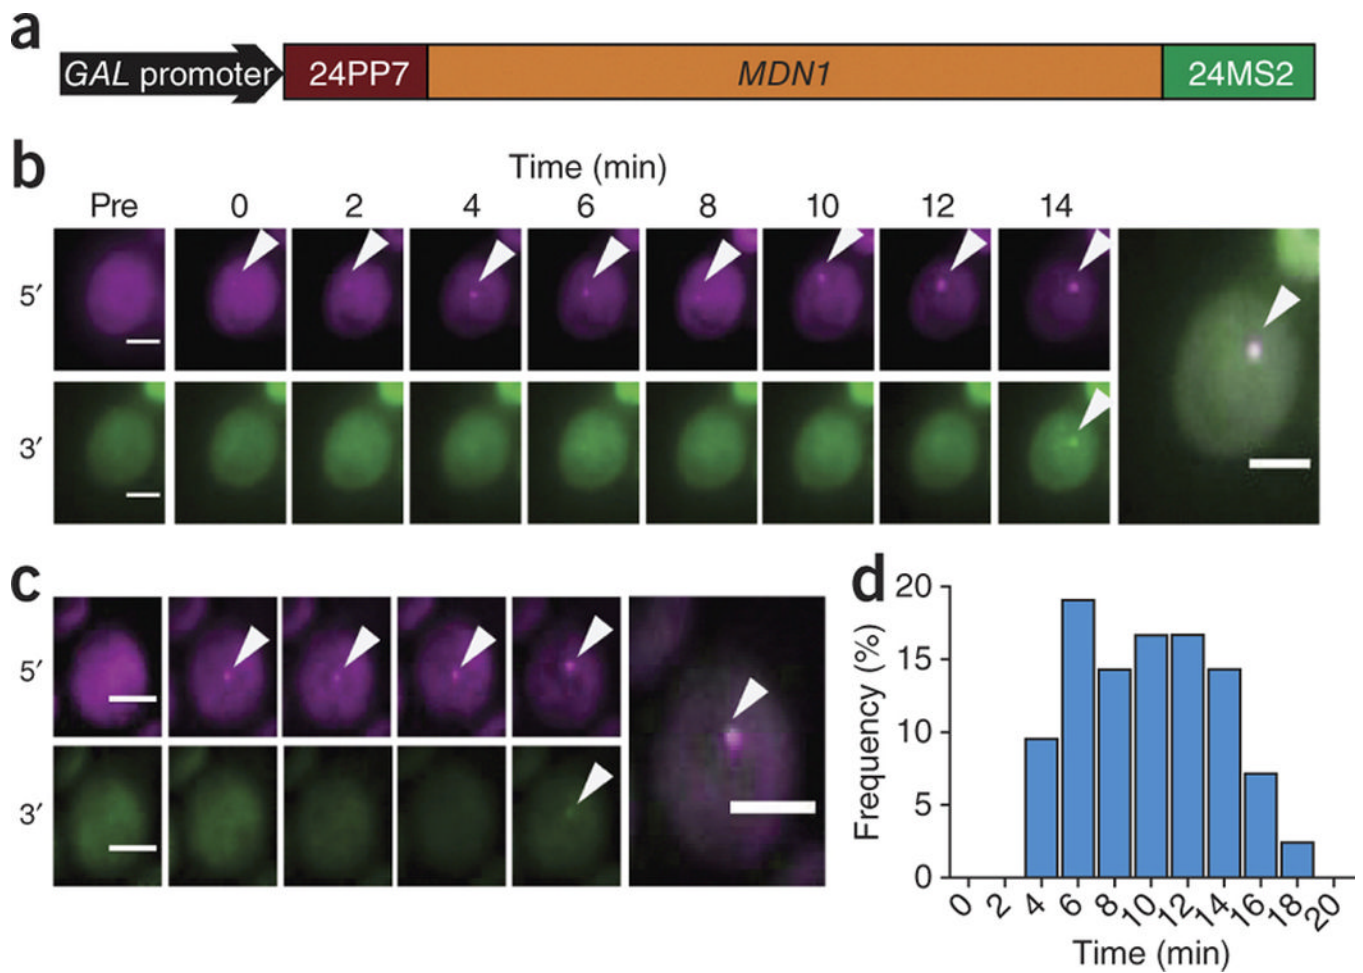 a
GAL promoter 24PP7 MDN1 24MS2
b
Time (min)
Pre 0 2 4 6 8 10 12 14
5′
3′
c
5′
3′
d
Frequency (%)
20
15
10
5
0
0 2 4 6 8 10 12 14 16 18 20
Time (min)